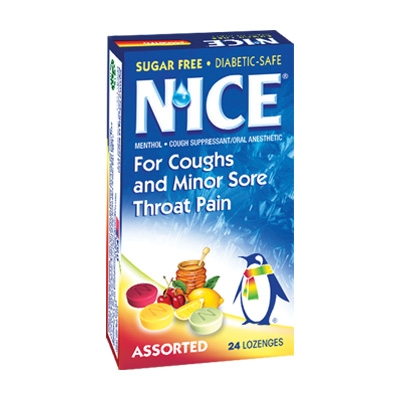 SUGAR FREE • DIABETIC-SAFE
N'ICE®
MENTHOL • COUGH SUPPRESSANT/ORAL ANESTHETIC
For Coughs
and Minor Sore
Throat Pain
N
N
N
ASSORTED
24 LOZENGES